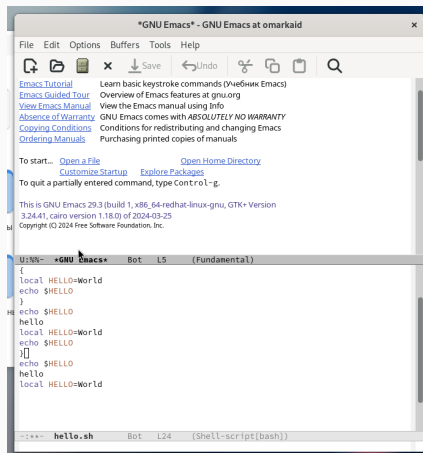 *GNU Emacs* - GNU Emacs at omarkaid ×
File Edit Options Buffers Tools Help
Save Undo
Emacs Tutorial Learn basic keystroke commands (Учебник Emacs)
Emacs Guided Tour Overview of Emacs features at gnu.org
View Emacs Manual View the Emacs manual using Info
Absence of Warranty GNU Emacs comes with ABSOLUTELY NO WARRANTY
Copying Conditions Conditions for redistributing and changing Emacs
Ordering Manuals Purchasing printed copies of manuals
To start... Open a File Open Home Directory
Customize Startup Explore Packages
To quit a partially entered command, type Control-g.
This is GNU Emacs 29.3 (build 1, x86_64-redhat-linux-gnu, GTK+ Version
3.24.41, cairo version 1.18.0) of 2024-03-25
Copyright (C) 2024 Free Software Foundation, Inc.
U:%%- *GNU Emacs* Bot L5 (Fundamental)
{
local HELLO=World
echo $HELLO
}
echo $HELLO
hello
local HELLO=World
echo $HELLO
}
echo $HELLO
hello
local HELLO=World
-:**- hello.sh Bot L24 (Shell-script[bash])